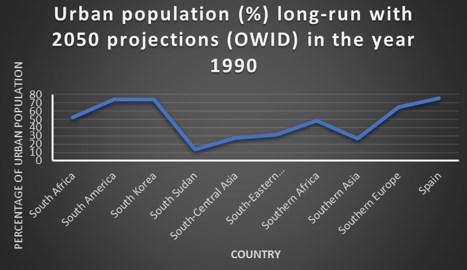 Urban population (%) long-run with
2050 projections (OWID) in the year
1990
PERCENTAGE OF URBAN POPULATION
80
70
60
50
40
30
20
10
0
South Africa
South America
South Korea
South Sudan
South-Central Asia
South-Eastern...
Southern Africa
Southern Asia
Southern Europe
Spain
COUNTRY